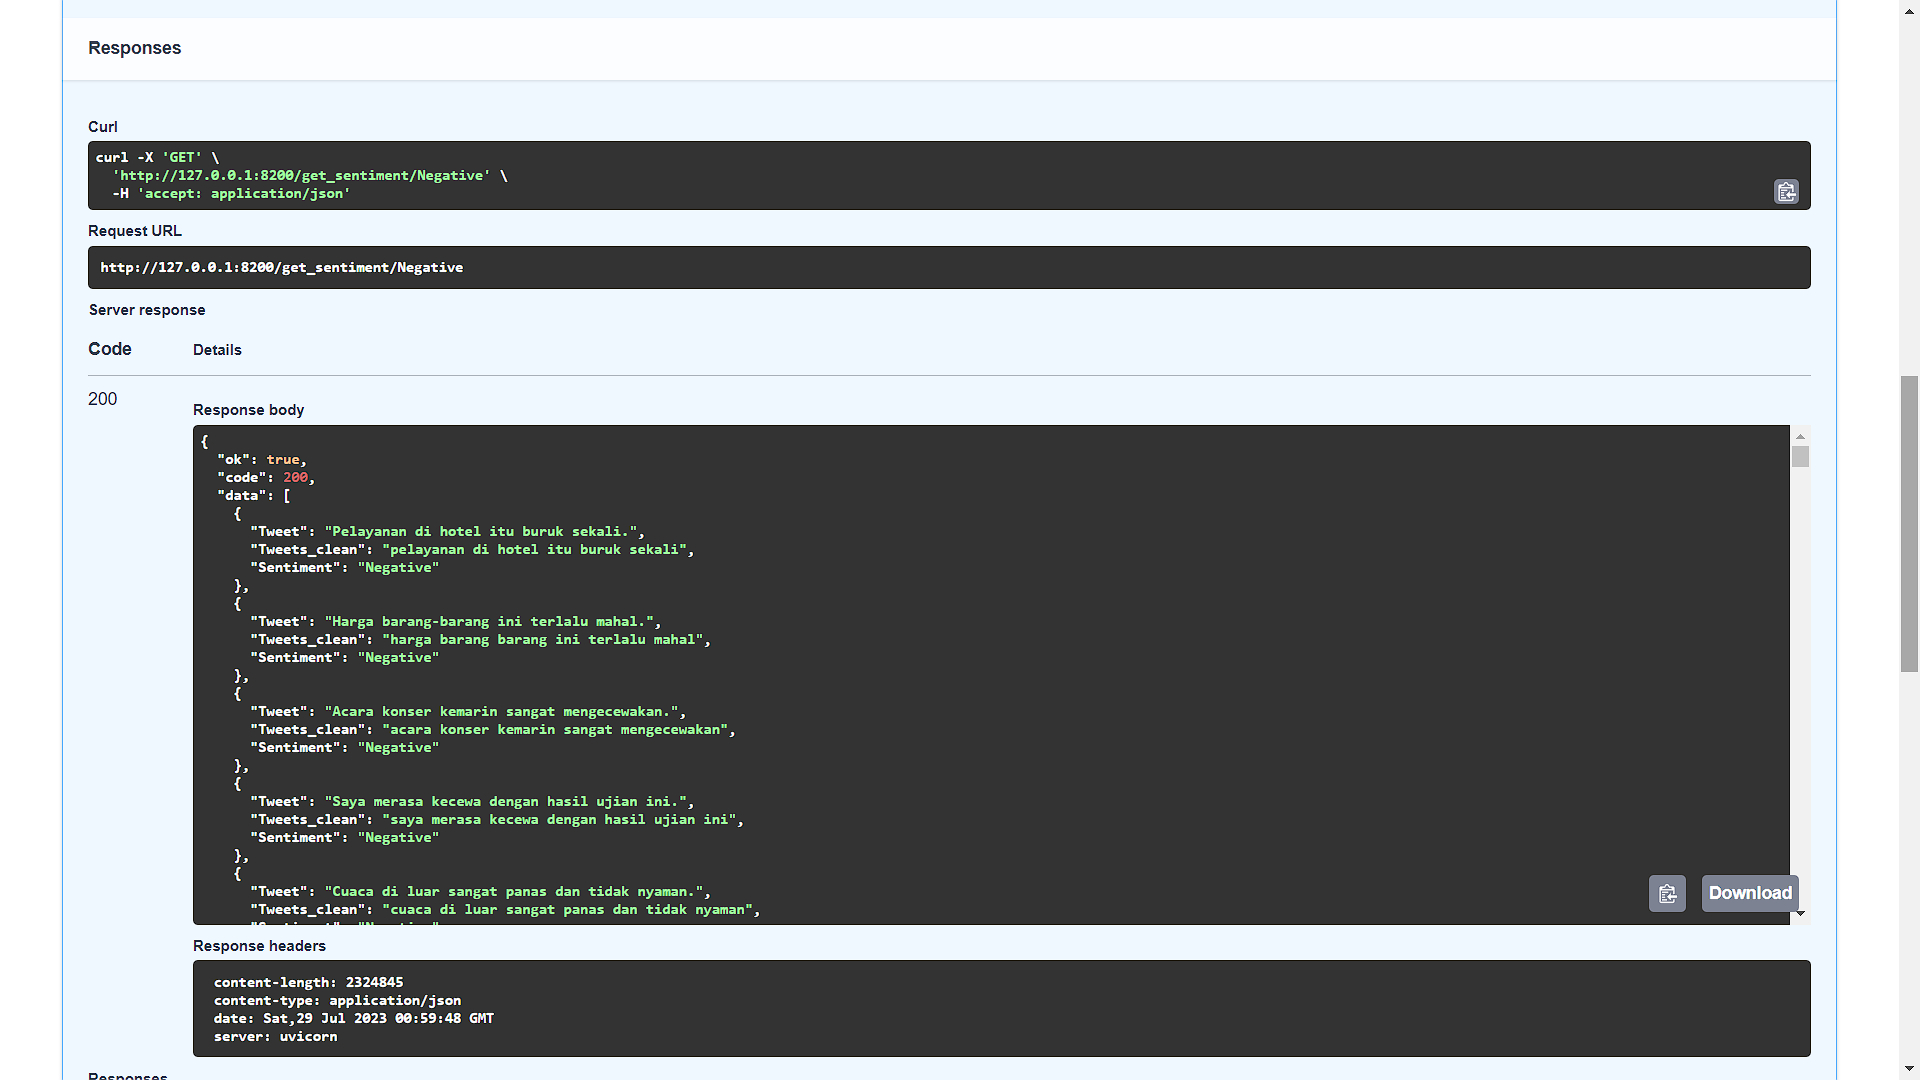 Responses
Curl
curl -X 'GET' \
'http://127.0.0.1:8200/get_sentiment/Negative' \
-H 'accept: application/json'
Request URL
http://127.0.0.1:8200/get_sentiment/Negative
Server response
Code Details
200
Response body
{
"ok": true,
"code": 200,
"data": [
{
"Tweet": "Pelayanan di hotel itu buruk sekali.",
"Tweets_clean": "pelayanan di hotel itu buruk sekali",
"Sentiment": "Negative"
},
{
"Tweet": "Harga barang-barang ini terlalu mahal.",
"Tweets_clean": "harga barang barang ini terlalu mahal",
"Sentiment": "Negative"
},
{
"Tweet": "Acara konser kemarin sangat mengecewakan.",
"Tweets_clean": "acara konser kemarin sangat mengecewakan",
"Sentiment": "Negative"
},
{
"Tweet": "Saya merasa kecewa dengan hasil ujian ini.",
"Tweets_clean": "saya merasa kecewa dengan hasil ujian ini",
"Sentiment": "Negative"
},
{
"Tweet": "Cuaca di luar sangat panas dan tidak nyaman.",
"Tweets_clean": "cuaca di luar sangat panas dan tidak nyaman",
Download
Response headers
content-length: 2324845
content-type: application/json
date: Sat,29 Jul 2023 00:59:48 GMT
server: uvicorn
Responses